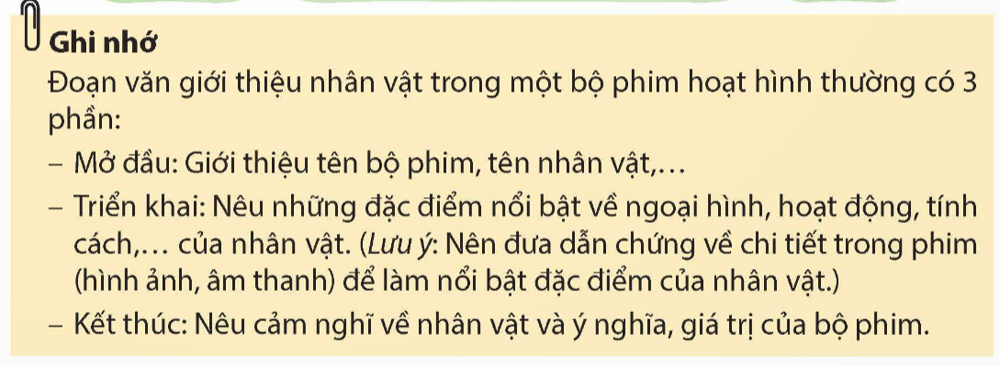 Ghi nhớ
Đoạn văn giới thiệu nhân vật trong một bộ phim hoạt hình thường có 3
phần:
– Mở đầu: Giới thiệu tên bộ phim, tên nhân vật,...
– Triển khai: Nêu những đặc điểm nổi bật về ngoại hình, hoạt động, tính
cách,... của nhân vật. (Lưu ý: Nên đưa dẫn chứng về chi tiết trong phim
(hình ảnh, âm thanh) để làm nổi bật đặc điểm của nhân vật.)
– Kết thúc: Nêu cảm nghĩ về nhân vật và ý nghĩa, giá trị của bộ phim.